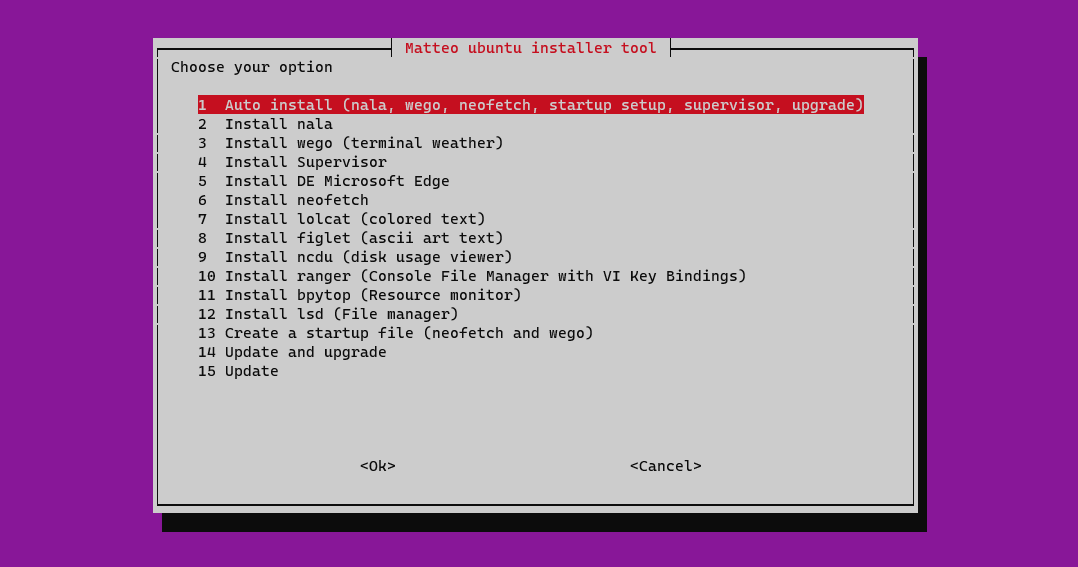 Matteo ubuntu installer tool
Choose your option
1 Auto install (nala, wego, neofetch, startup setup, supervisor, upgrade)
2 Install nala
3 Install wego (terminal weather)
4 Install Supervisor
5 Install DE Microsoft Edge
6 Install neofetch
7 Install lolcat (colored text)
8 Install figlet (ascii art text)
9 Install ncdu (disk usage viewer)
10 Install ranger (Console File Manager with VI Key Bindings)
11 Install bpytop (Resource monitor)
12 Install lsd (File manager)
13 Create a startup file (neofetch and wego)
14 Update and upgrade
15 Update
<Ok> <Cancel>